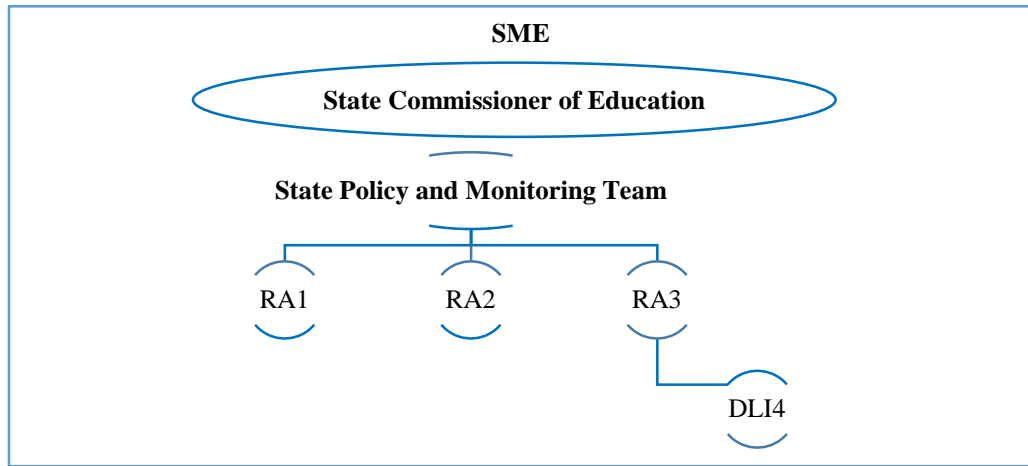 SME
State Commissioner of Education
State Policy and Monitoring Team
RA1 RA2 RA3
DLI4